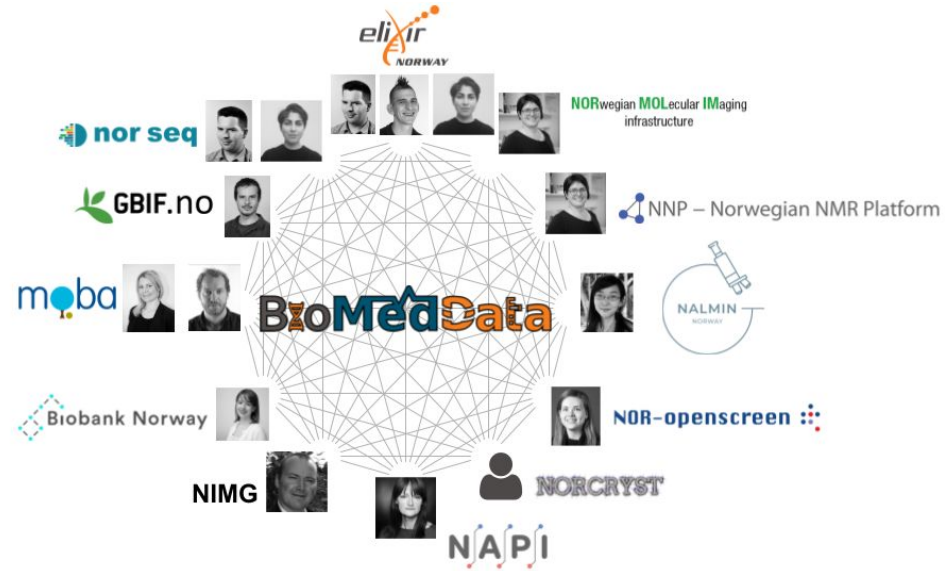 elixir
NORWAY
NORwegian MOLecular IMaging
infrastructure
nor seq
GBIF.no
NNP – Norwegian NMR Platform
moba
BioMedData
NALMIN
NORWAY
Biobank Norway
NOR-openscreen
NIMG
NORCRYST
NAPI